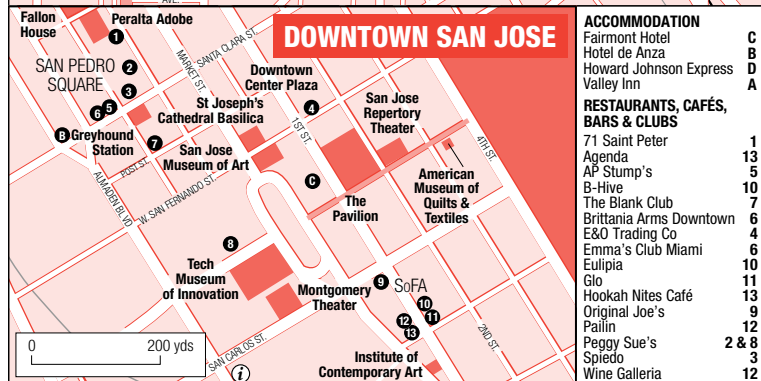 AVE.
Fallon
House
Peralta Adobe
1
DOWNTOWN SAN JOSE
SANTA CLARA ST.
MARKET ST.
SAN PEDRO
SQUARE
2
3
Downtown
Center Plaza
St Joseph's
Cathedral Basilica
4
1ST ST.
San Jose
Repertory
Theater
4TH ST.
6
5
B
Greyhound
Station
7
San Jose
Museum of Art
POST ST.
ALMADEN BLVD
W. SAN FERNANDO ST.
C
The
Pavilion
American
Museum of
Quilts &
Textiles
8
Tech
Museum
of Innovation
Montgomery
Theater
9
SoFA
10
11
12
13
2ND ST.
SAN CARLOS ST.
Institute of
Contemporary Art
i
0 200 yds
ACCOMMODATION
Fairmont Hotel C
Hotel de Anza B
Howard Johnson Express D
Valley Inn A
RESTAURANTS, CAFÉS,
BARS & CLUBS
71 Saint Peter 1
Agenda 13
AP Stump's 5
B-Hive 10
The Blank Club 7
Brittania Arms Downtown 6
E&O Trading Co 4
Emma's Club Miami 6
Eulipia 10
Glo 11
Hookah Nites Café 13
Original Joe's 9
Pailin 12
Peggy Sue's 2 & 8
Spiedo 3
Wine Galleria 12